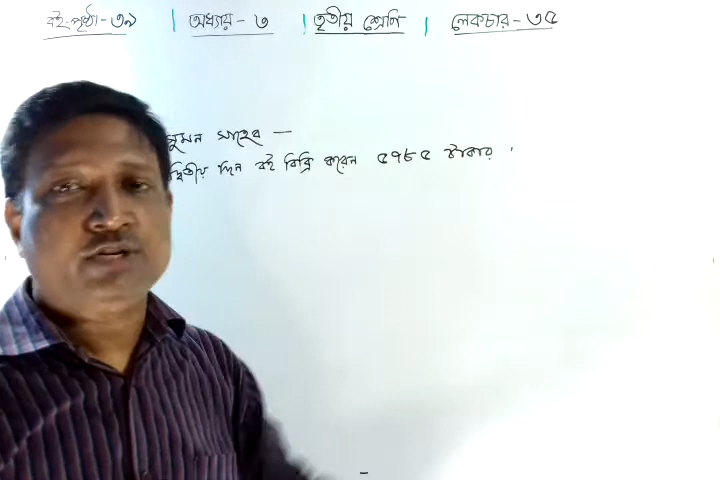 বই-পৃষ্ঠা-৩৯ | অধ্যায়-৩ | তৃতীয় শ্রেণি | লেকচার-৩৫
সুমন সাহেব —
দ্বিতীয় দিন বই বিক্রি করেন ৫৭৮৫ টাকার